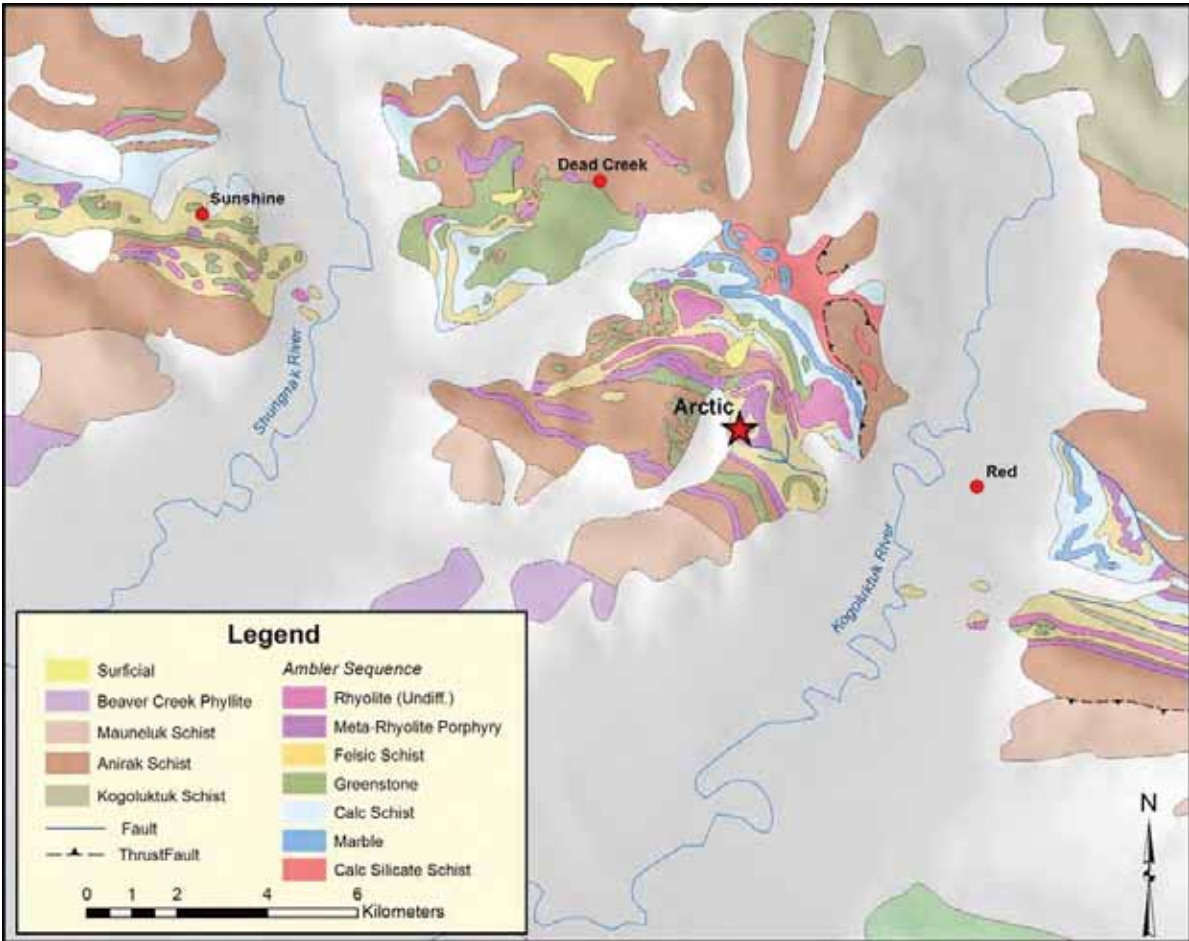 Dead Creek
Sunshine
Shungnak River
Arctic
Red
Kogoluktuk River
Legend
Surficial
Beaver Creek Phyllite
Mauneluk Schist
Anirak Schist
Kogoluktuk Schist
Fault
ThrustFault
Ambler Sequence
Rhyolite (Undiff.)
Meta-Rhyolite Porphyry
Felsic Schist
Greenstone
Calc Schist
Marble
Calc Silicate Schist
0 1 2 4 6
Kilometers
N